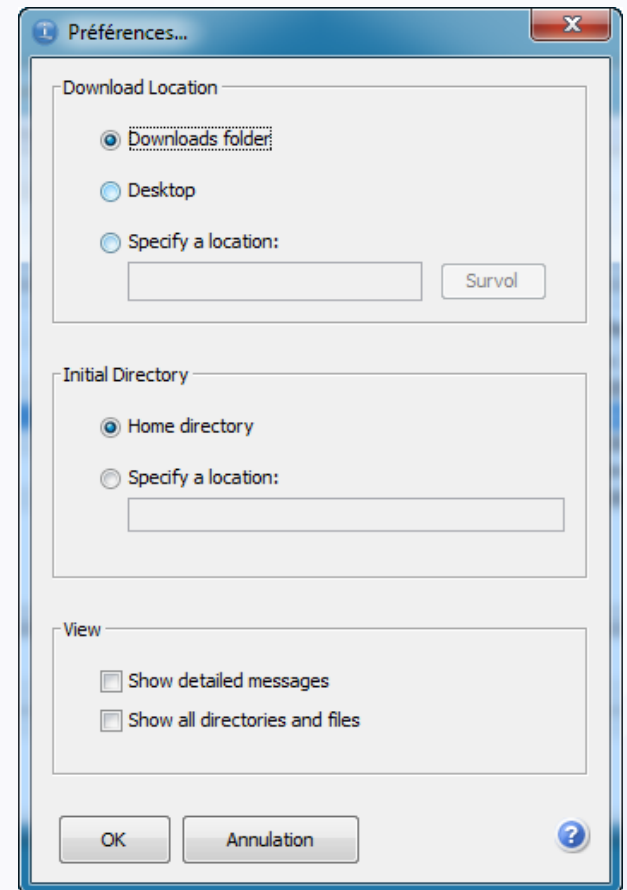 Préférences...
Download Location
Downloads folder
Desktop
Specify a location:
Survol
Initial Directory
Home directory
Specify a location:
View
Show detailed messages
Show all directories and files
OK Annulation